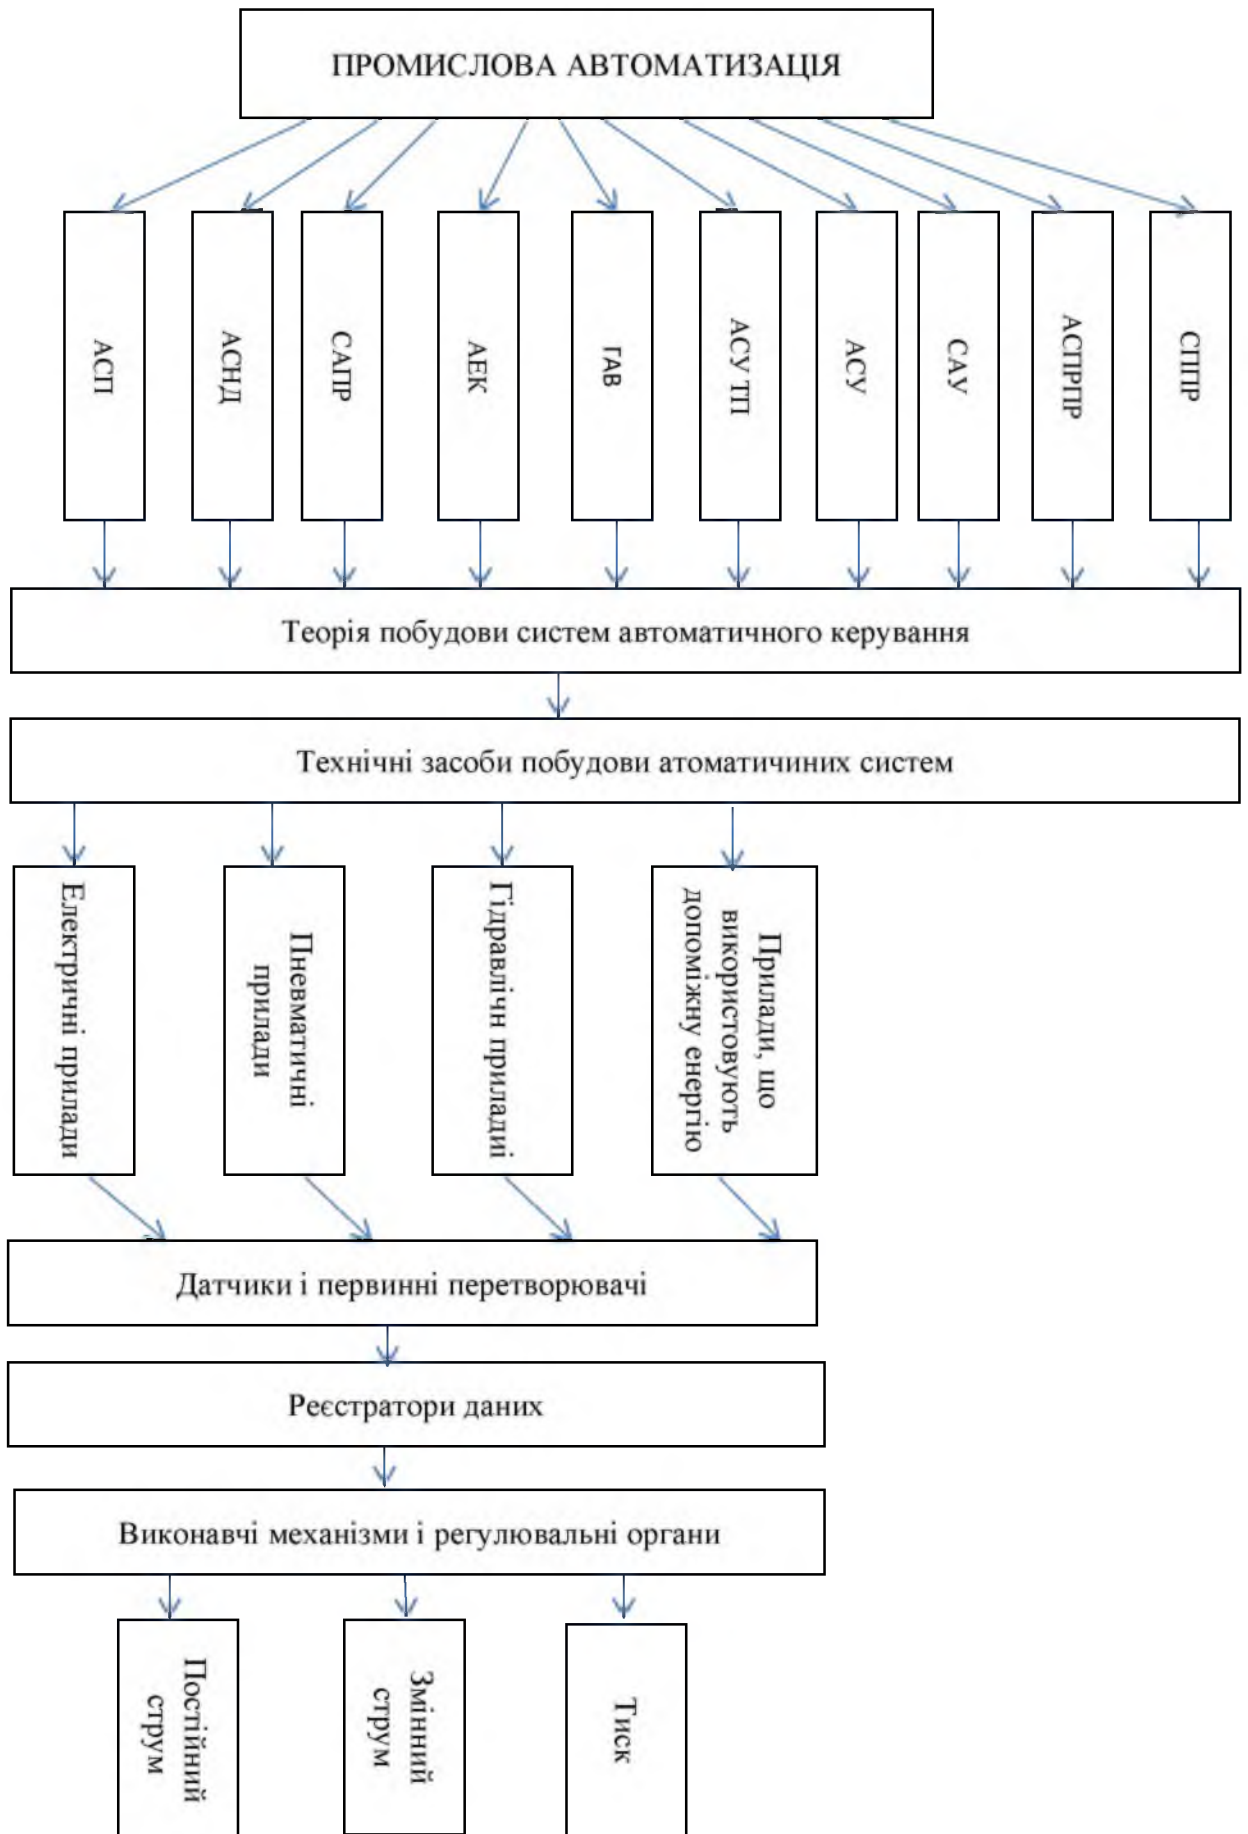 ПРОМИСЛОВА АВТОМАТИЗАЦІЯ
АСП
АСНД
САПР
АЕК
ГАВ
АСУ ТП
АСУ
САУ
АСПРПР
СППР
Теорія побудови систем автоматичного керування
Технічні засоби побудови атоматичиних систем
Електричні прилади
Пневматичні
прилади
Гідравлічн приладиі
Прилади, що
використовують
допоміжну енергію
Датчики і первинні перетворювачі
Реєстратори даних
Виконавчі механізми і регулювальні органи
Постійний
струм
Змінний
струм
Тиск